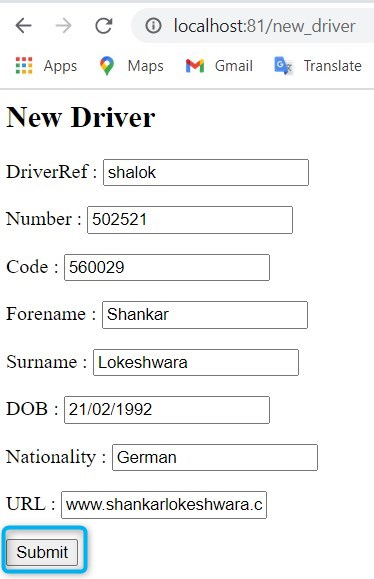 localhost:81/new_driver
Apps Maps Gmail Translate
New Driver
DriverRef : shalok
Number : 502521
Code : 560029
Forename : Shankar
Surname : Lokeshwara
DOB : 21/02/1992
Nationality : German
URL : www.shankarlokeshwara.c
Submit